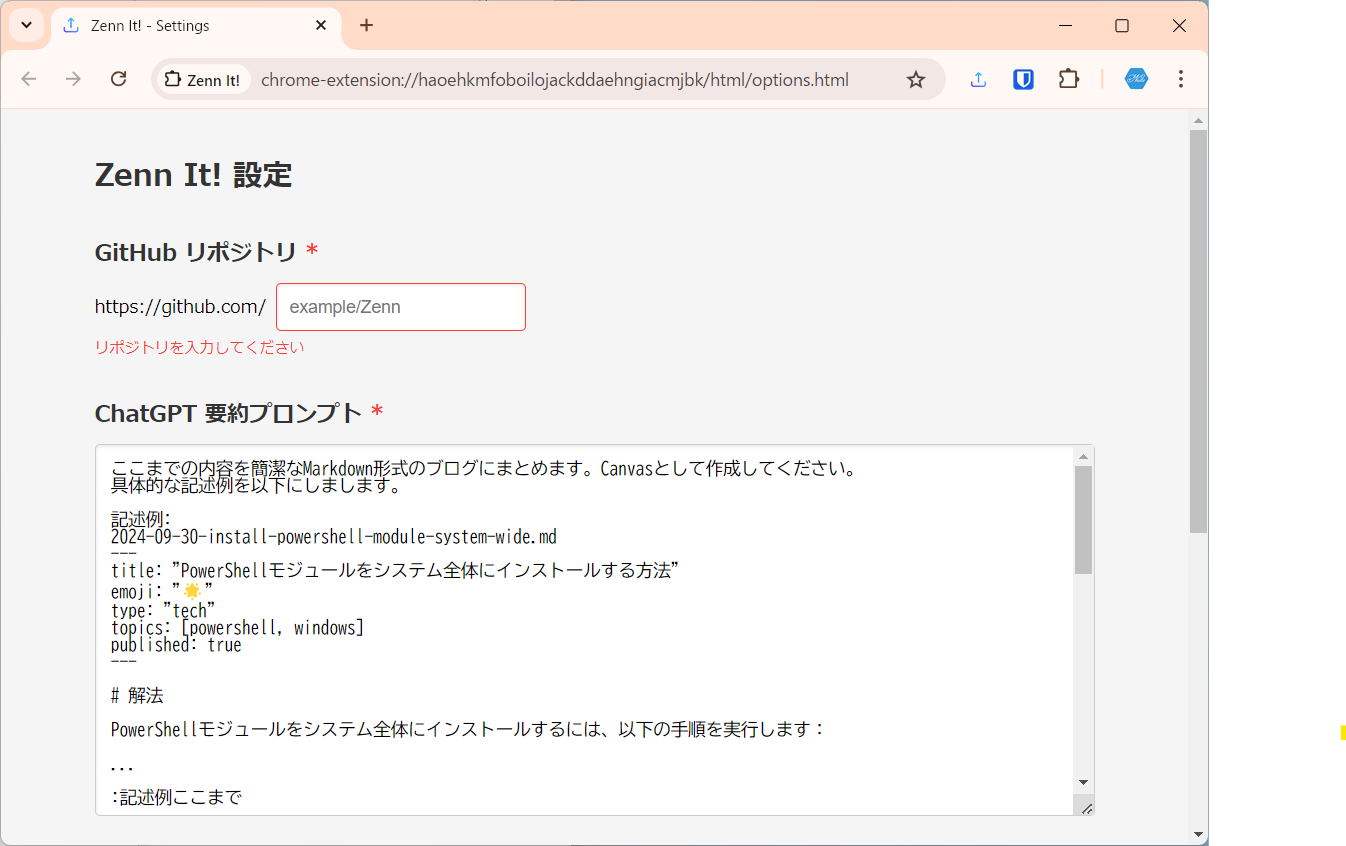 Zenn It! - Settings
Zenn It!
chrome-extension://haoehkmfoboilojackddaehngiacmjbk/html/options.html
Zenn It! 設定
GitHub リポジトリ *
https://github.com/ example/Zenn
リポジトリを入力してください
ChatGPT 要約プロンプト *
ここまでの内容を簡潔なMarkdown形式のブログにまとめます。Canvasとして作成してください。
具体的な記述例を以下にしまします。
記述例:
2024-09-30-install-powershell-module-system-wide.md
---
title: "PowerShellモジュールをシステム全体にインストールする方法"
emoji: "🌟"
type: "tech"
topics: [powershell, windows]
published: true
---
# 解法
PowerShellモジュールをシステム全体にインストールするには、以下の手順を実行します：
...
:記述例ここまで